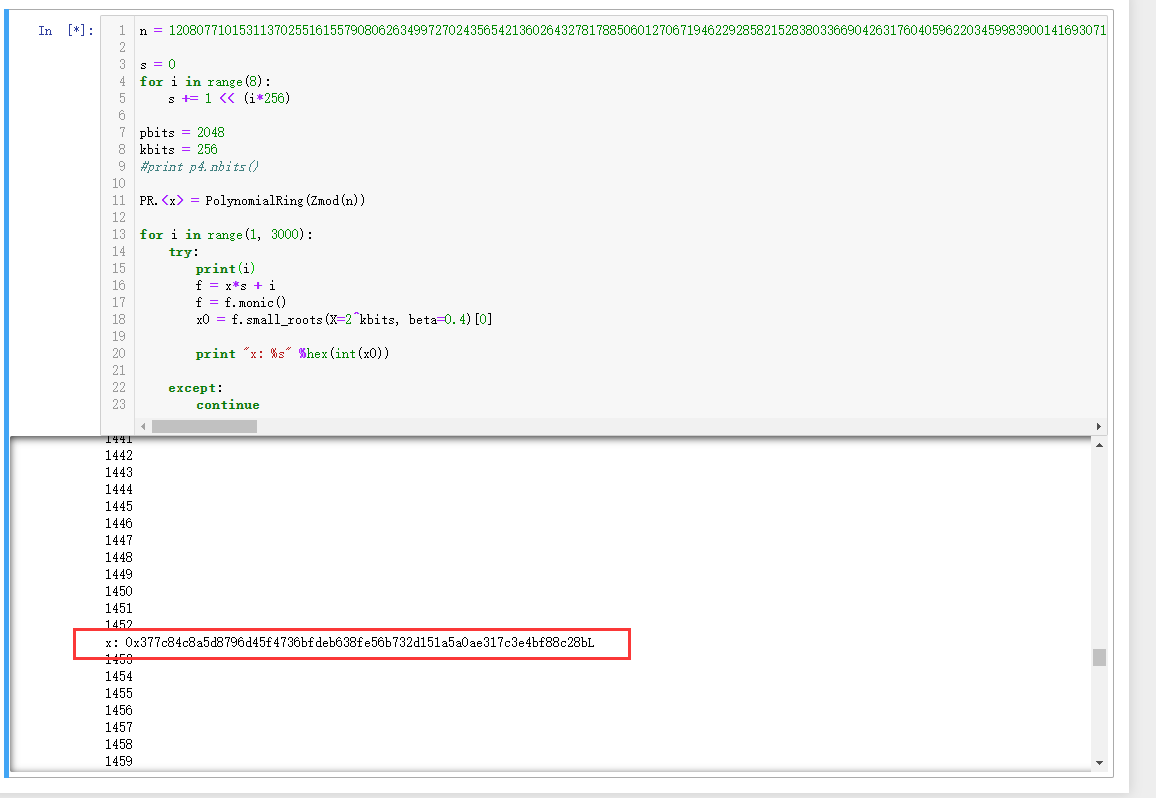 In [*]:
1 n = 120807710153113702551615579080626349972702435654213602643278178850601270671946229285821528380336690426317604059622034599839001416930​71
2
3 s = 0
4 for i in range(8):
5 s += 1 << (i*256)
6
7 pbits = 2048
8 kbits = 256
9 #print p4.nbits()
10
11 PR.<x> = PolynomialRing(Zmod(n))
12
13 for i in range(1, 3000):
14 try:
15 print(i)
16 f = x*s + i
17 f = f.monic()
18 x0 = f.small_roots(X=2^kbits, beta=0.4)[0]
19
20 print "x: %s" %hex(int(x0))
21
22 except:
23 continue
1441
1442
1443
1444
1445
1446
1447
1448
1449
1450
1451
1452
x: 0x377c84c8a5d8796d45f4736bfdeb638fe56b732d151a5a0ae317c3e4bf88c28bL
1453
1454
1455
1456
1457
1458
1459